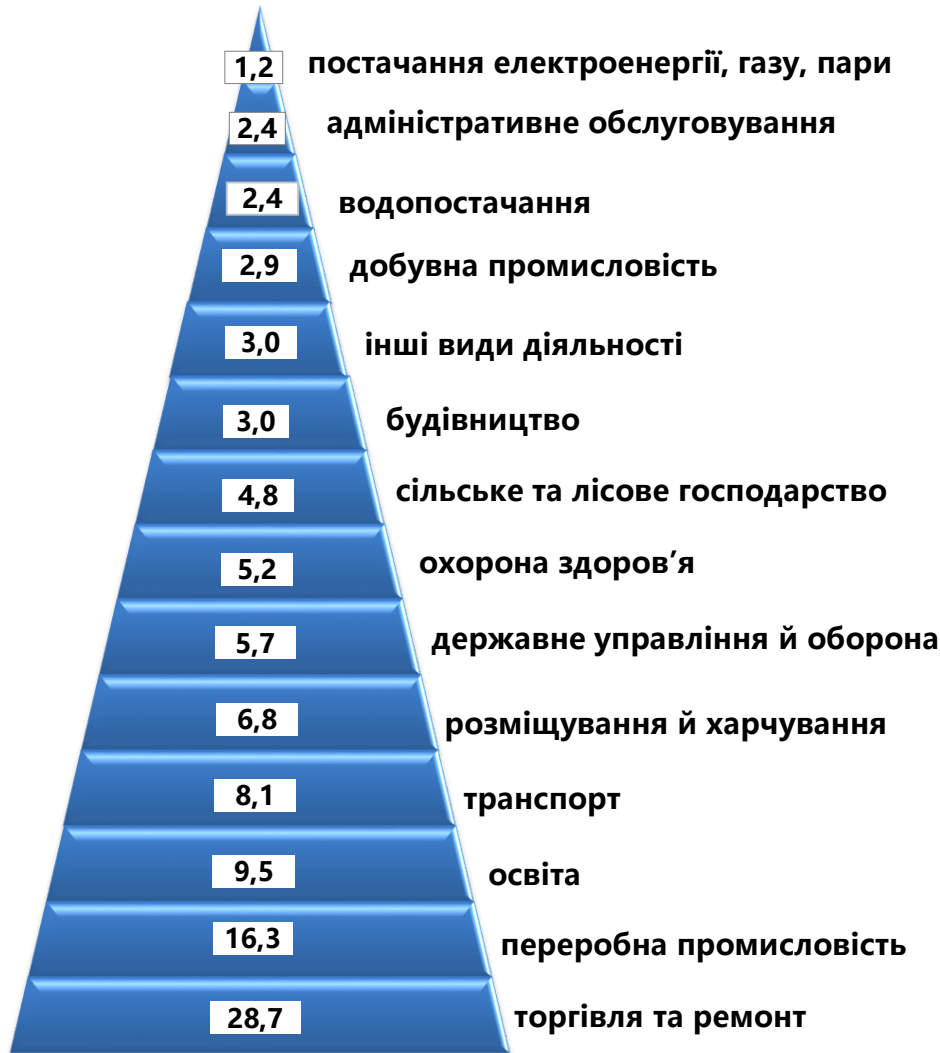 1,2 постачання електроенергії, газу, пари
2,4 адміністративне обслуговування
2,4 водопостачання
2,9 добувна промисловість
3,0 інші види діяльності
3,0 будівництво
4,8 сільське та лісове господарство
5,2 охорона здоров’я
5,7 державне управління й оборона
6,8 розміщування й харчування
8,1 транспорт
9,5 освіта
16,3 переробна промисловість
28,7 торгівля та ремонт